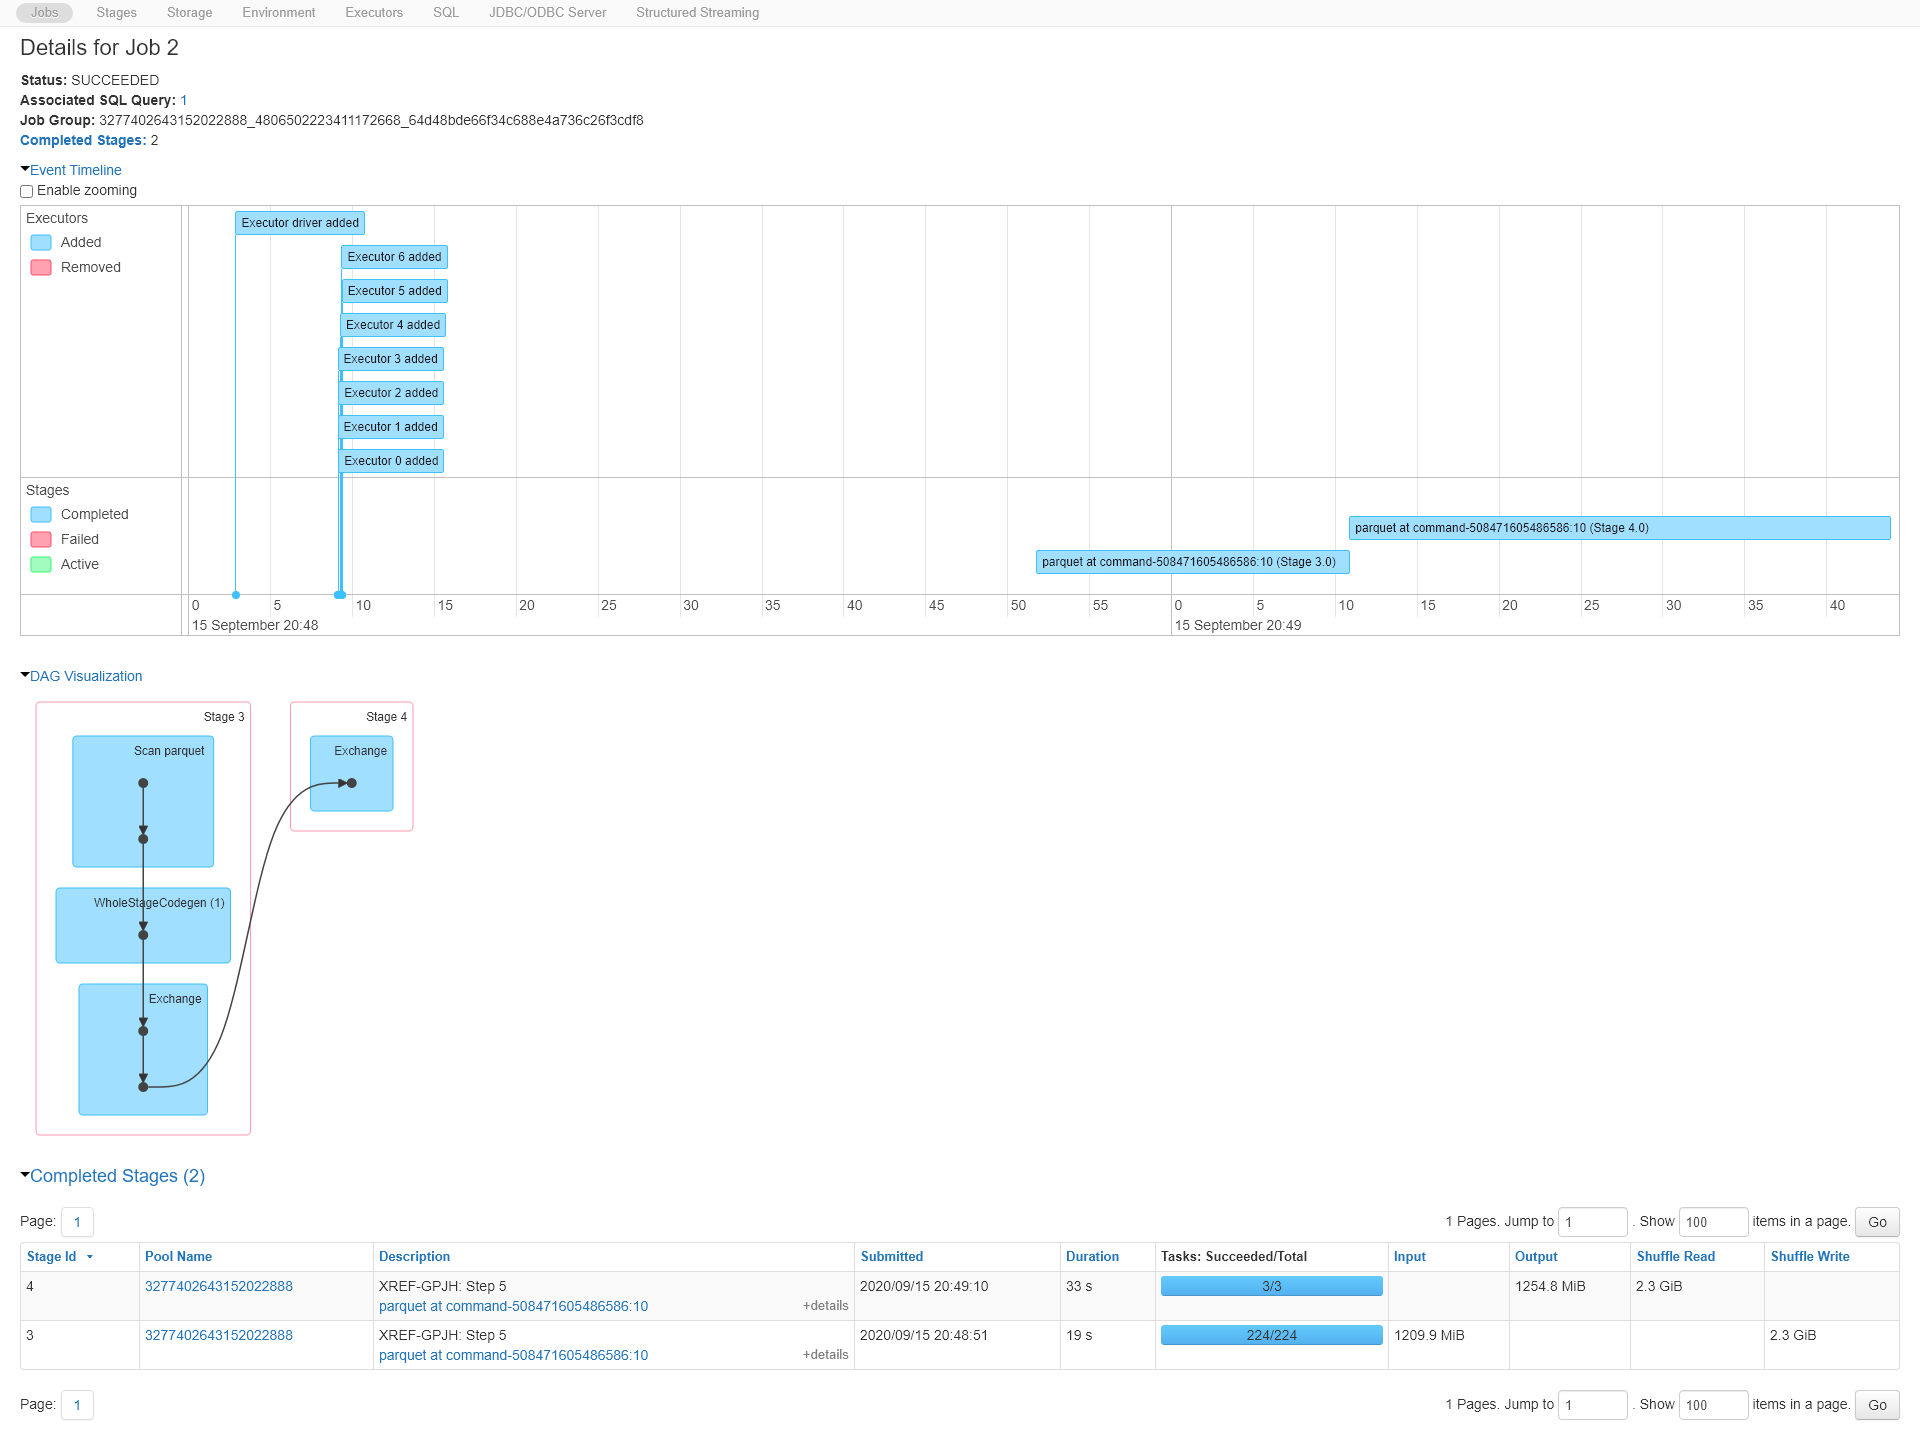 Jobs Stages Storage Environment Executors SQL JDBC/ODBC Server Structured Streaming
Details for Job 2
Status: SUCCEEDED
Associated SQL Query: 1
Job Group: 3277402643152022888_4806502223411172668_64d48bde66f34c688e4a736c26f3cdf8
Completed Stages: 2
Event Timeline
Enable zooming
Executors
Added
Removed
Executor driver added
Executor 6 added
Executor 5 added
Executor 4 added
Executor 3 added
Executor 2 added
Executor 1 added
Executor 0 added
Stages
Completed
Failed
Active
parquet at command-508471605486586:10 (Stage 4.0)
parquet at command-508471605486586:10 (Stage 3.0)
0 5 10 15 20 25 30 35 40 45 50 55 0 5 10 15 20 25 30 35 40
15 September 20:48 15 September 20:49
DAG Visualization
Stage 3
Scan parquet
WholeStageCodegen (1)
Exchange
Stage 4
Exchange
Completed Stages (2)
Page: 1 1 Pages. Jump to 1 . Show 100 items in a page. Go
Stage Id Pool Name Description Submitted Duration Tasks: Succeeded/Total Input Output Shuffle Read Shuffle Write
4 3277402643152022888 XREF-GPJH: Step 5 2020/09/15 20:49:10 33 s 3/3 1254.8 MiB 2.3 GiB
parquet at command-508471605486586:10 +details
3 3277402643152022888 XREF-GPJH: Step 5 2020/09/15 20:48:51 19 s 224/224 1209.9 MiB 2.3 GiB
parquet at command-508471605486586:10 +details
Page: 1 1 Pages. Jump to 1 . Show 100 items in a page. Go